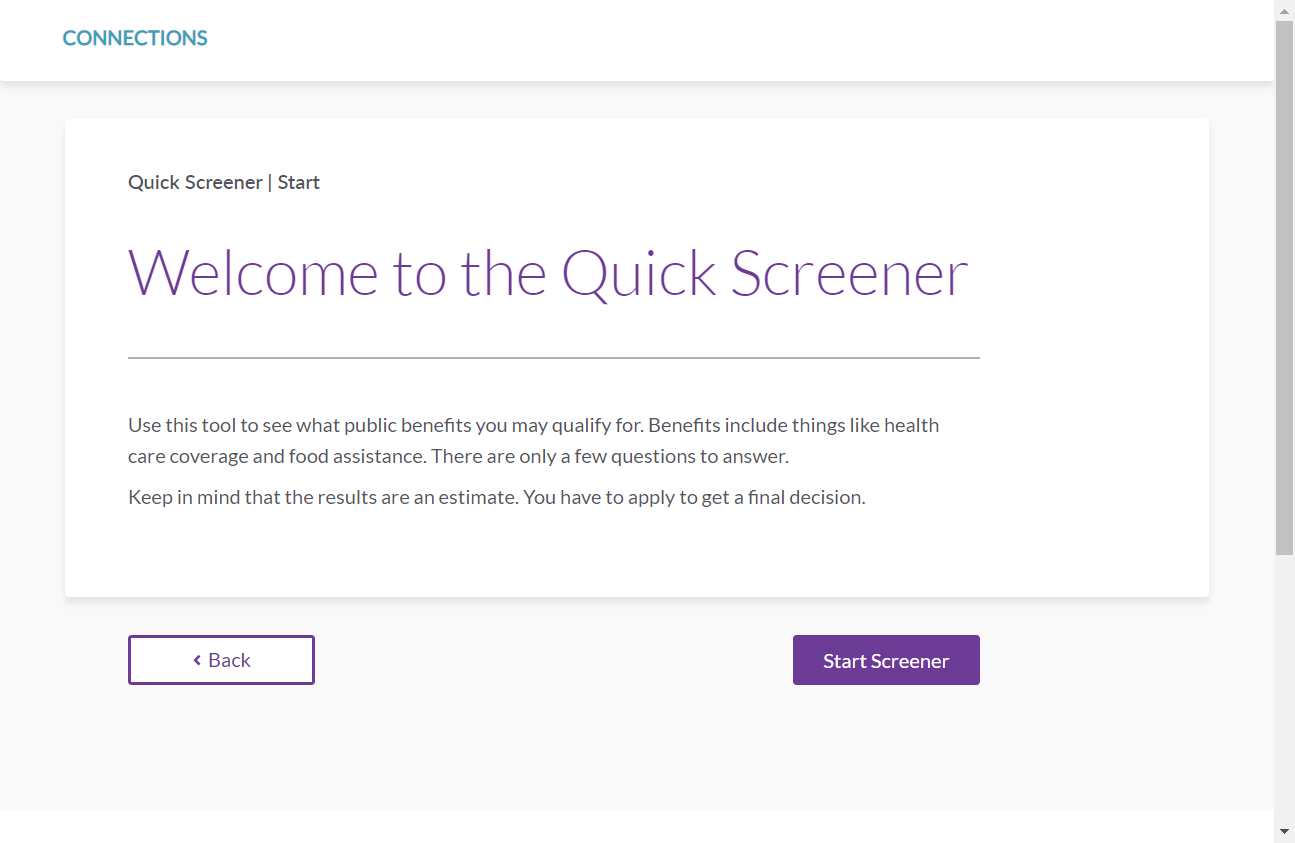 CONNECTIONS
Quick Screener | Start
Welcome to the Quick Screener
Use this tool to see what public benefits you may qualify for. Benefits include things like health
care coverage and food assistance. There are only a few questions to answer.
Keep in mind that the results are an estimate. You have to apply to get a final decision.
Back
Start Screener